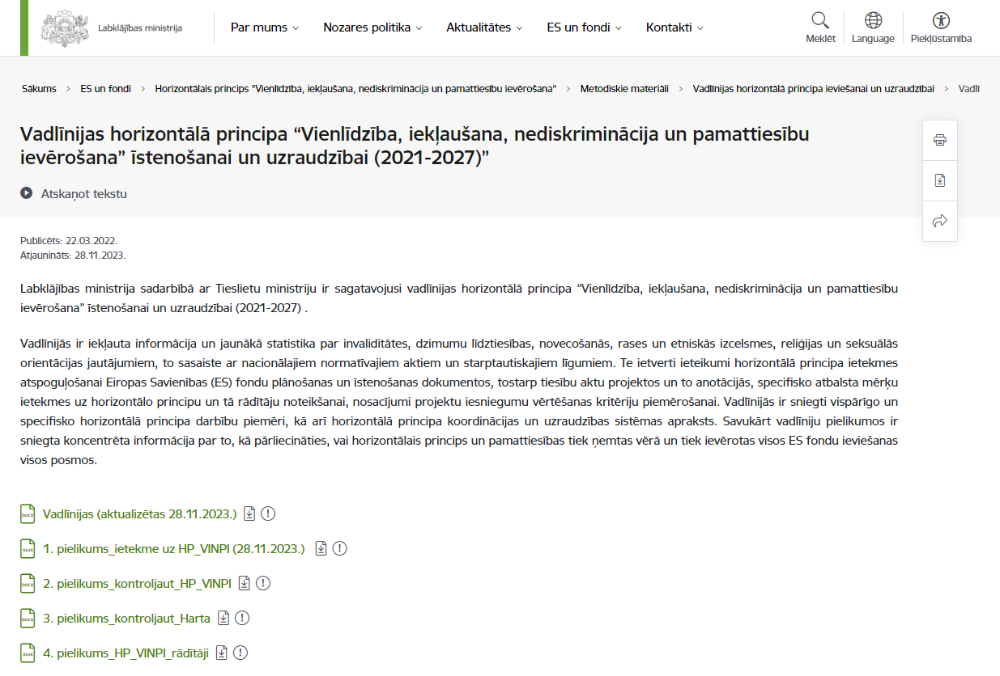 Labklājības ministrija
Par mums
Nozares politika
Aktualitātes
ES un fondi
Kontakti
Meklēt
Language
Piekļūstamība
Sākums > ES un fondi > Horizontālais princips "Vienlīdzība, iekļaušana, nediskriminācija un pamattiesību ievērošana” > Metodiskie materiāli > Vadlīnijas horizontālā principa ieviešanai un uzraudzībai > Vadlī
Vadlīnijas horizontālā principa “Vienlīdzība, iekļaušana, nediskriminācija un pamattiesību
ievērošana” īstenošanai un uzraudzībai (2021-2027)”
Atskaņot tekstu
Publicēts: 22.03.2022.
Atjaunināts: 28.11.2023.
Labklājības ministrija sadarbībā ar Tieslietu ministriju ir sagatavojusi vadlīnijas horizontālā principa “Vienlīdzība, iekļaušana, nediskriminācija un pamattiesību
ievērošana” īstenošanai un uzraudzībai (2021-2027) .
Vadlīnijās ir iekļauta informācija un jaunākā statistika par invaliditātes, dzimumu līdztiesības, novecošanās, rases un etniskās izcelsmes, reliģijas un seksuālās
orientācijas jautājumiem, to sasaiste ar nacionālajiem normatīvajiem aktiem un starptautiskajiem līgumiem. Te ietverti ieteikumi horizontālā principa ietekmes
atspoguļošanai Eiropas Savienības (ES) fondu plānošanas un īstenošanas dokumentos, tostarp tiesību aktu projektos un to anotācijās, specifisko atbalsta mērķu
ietekmes uz horizontālo principu un tā rādītāju noteikšanai, nosacījumi projektu iesniegumu vērtēšanas kritēriju piemērošanai. Vadlīnijās ir sniegti vispārīgo un
specifisko horizontālā principa darbību piemēri, kā arī horizontālā principa koordinācijas un uzraudzības sistēmas apraksts. Savukārt vadlīniju pielikumos ir
sniegta koncentrēta informācija par to, kā pārliecināties, vai horizontālais princips un pamattiesības tiek ņemtas vērā un tiek ievērotas visos ES fondu ieviešanas
visos posmos.
DOCX Vadlīnijas (aktualizētas 28.11.2023.)
XLSX 1. pielikums_ietekme uz HP_VINPI (28.11.2023.)
DOCX 2. pielikums_kontroljaut_HP_VINPI
DOCX 3. pielikums_kontroljaut_Harta
XLSX 4. pielikums_HP_VINPI_rādītāji